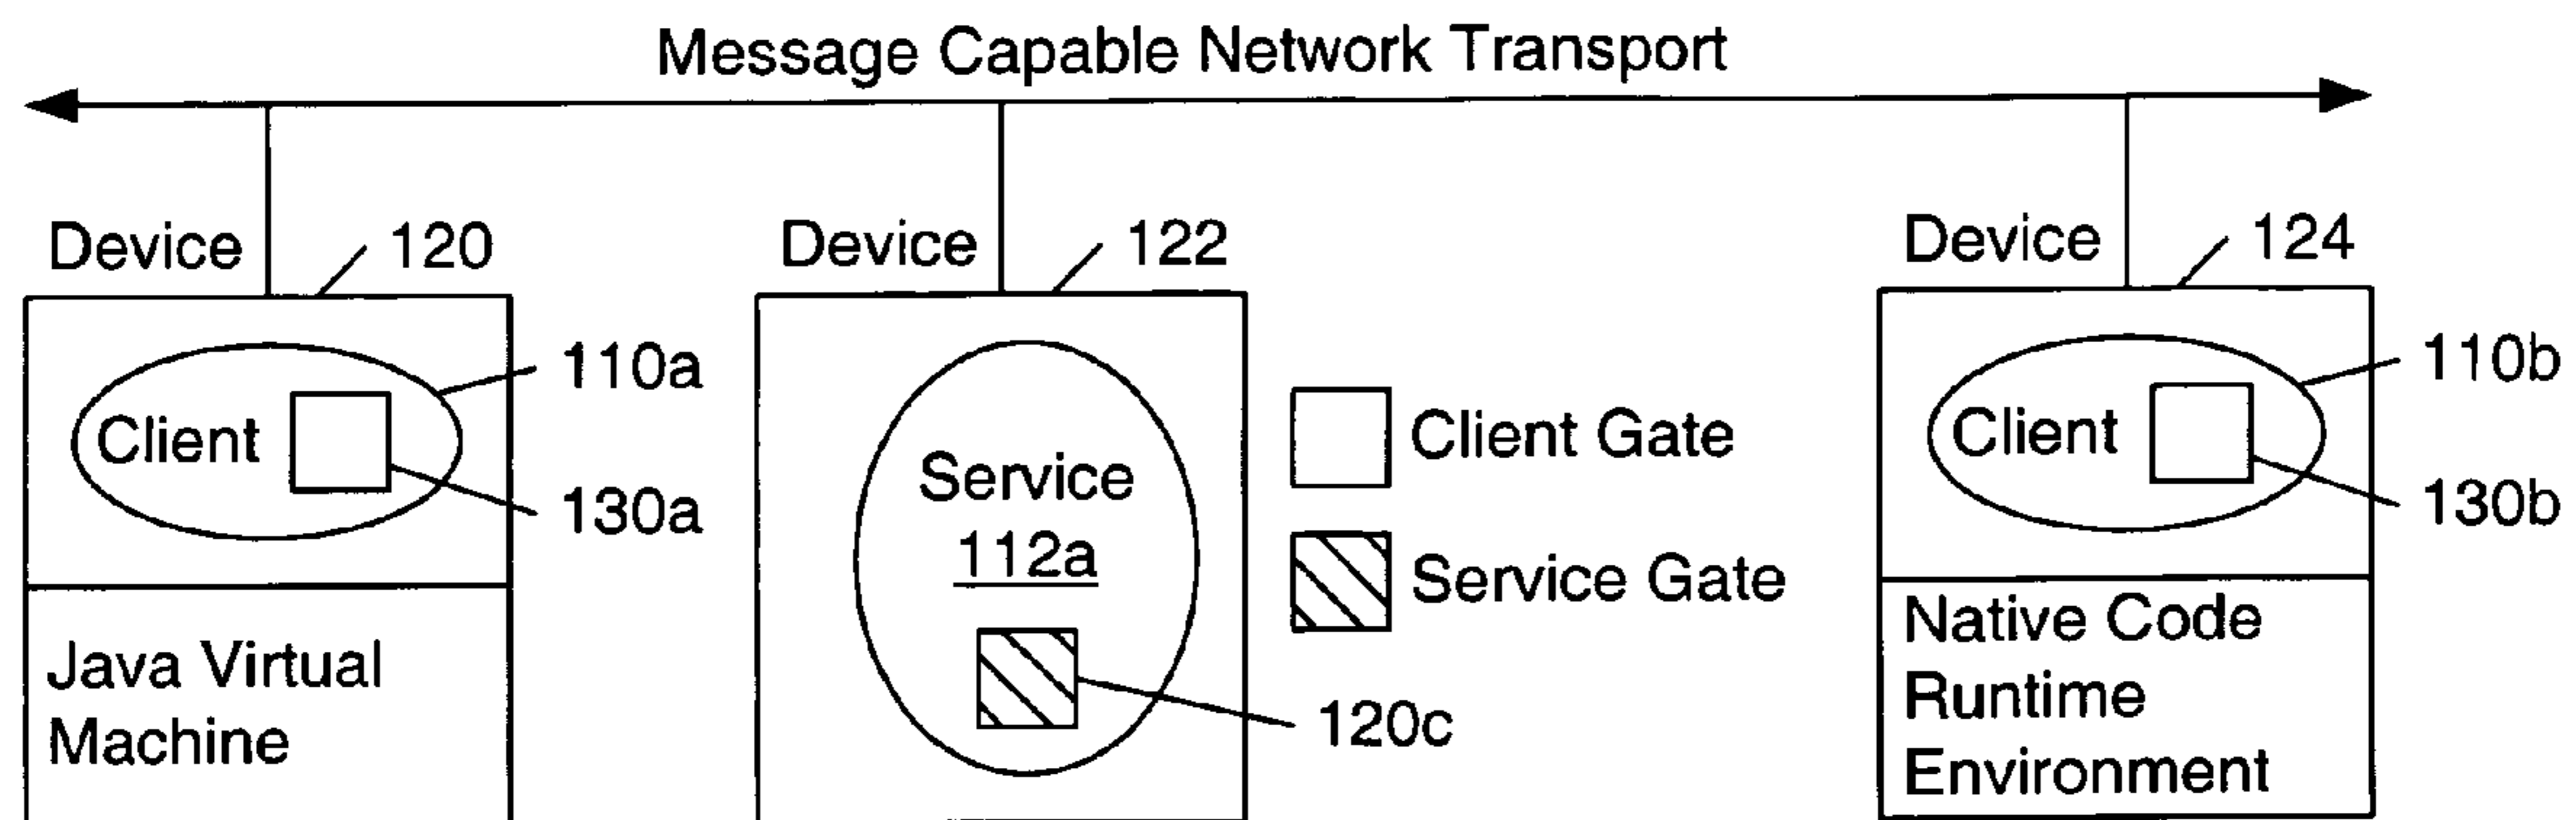 Message Capable Network Transport
Device
120
Device
122
Device
124
Client
110a
130a
Java Virtual
Machine
Service
112a
120c
Client Gate
Service Gate
Client
110b
130b
Native Code
Runtime
Environment